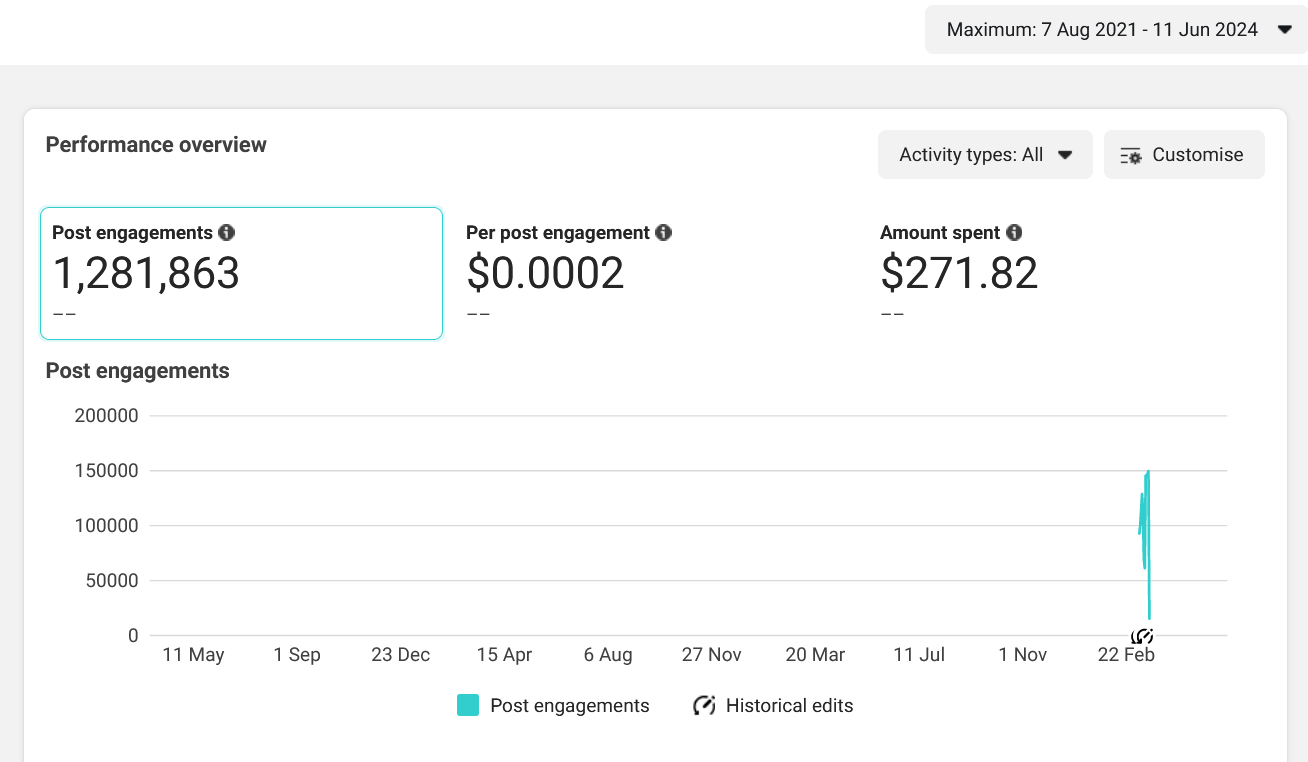 Maximum: 7 Aug 2021 - 11 Jun 2024
Performance overview
Activity types: All
Customise
Post engagements
1,281,863
––
Per post engagement
$0.0002
––
Amount spent
$271.82
––
Post engagements
200000
150000
100000
50000
0
11 May 1 Sep 23 Dec 15 Apr 6 Aug 27 Nov 20 Mar 11 Jul 1 Nov 22 Feb
Post engagements
Historical edits